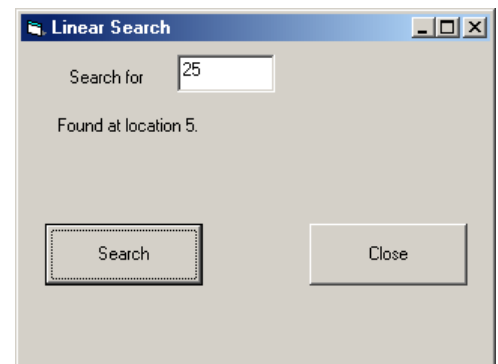 Linear Search
Search for 25
Found at location 5.
Search Close